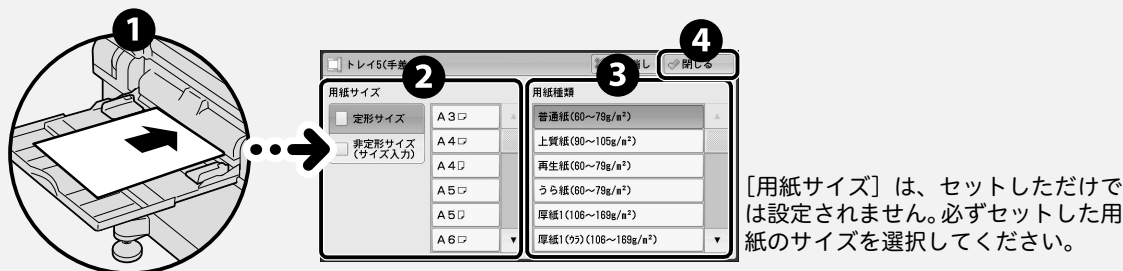 1
2
3
4
トレイ5(手差
消し
閉じる
用紙サイズ
定形サイズ
非定形サイズ
(サイズ入力)
A3
A4
A4
A5
A5
A6
用紙種類
普通紙(60～79g/m²)
上質紙(90～105g/m²)
再生紙(60～79g/m²)
うら紙(60～79g/m²)
厚紙1(106～169g/m²)
厚紙1(ｳﾗ)(106～169g/m²)
［用紙サイズ］は、セットしただけで
は設定されません。必ずセットした用
紙のサイズを選択してください。